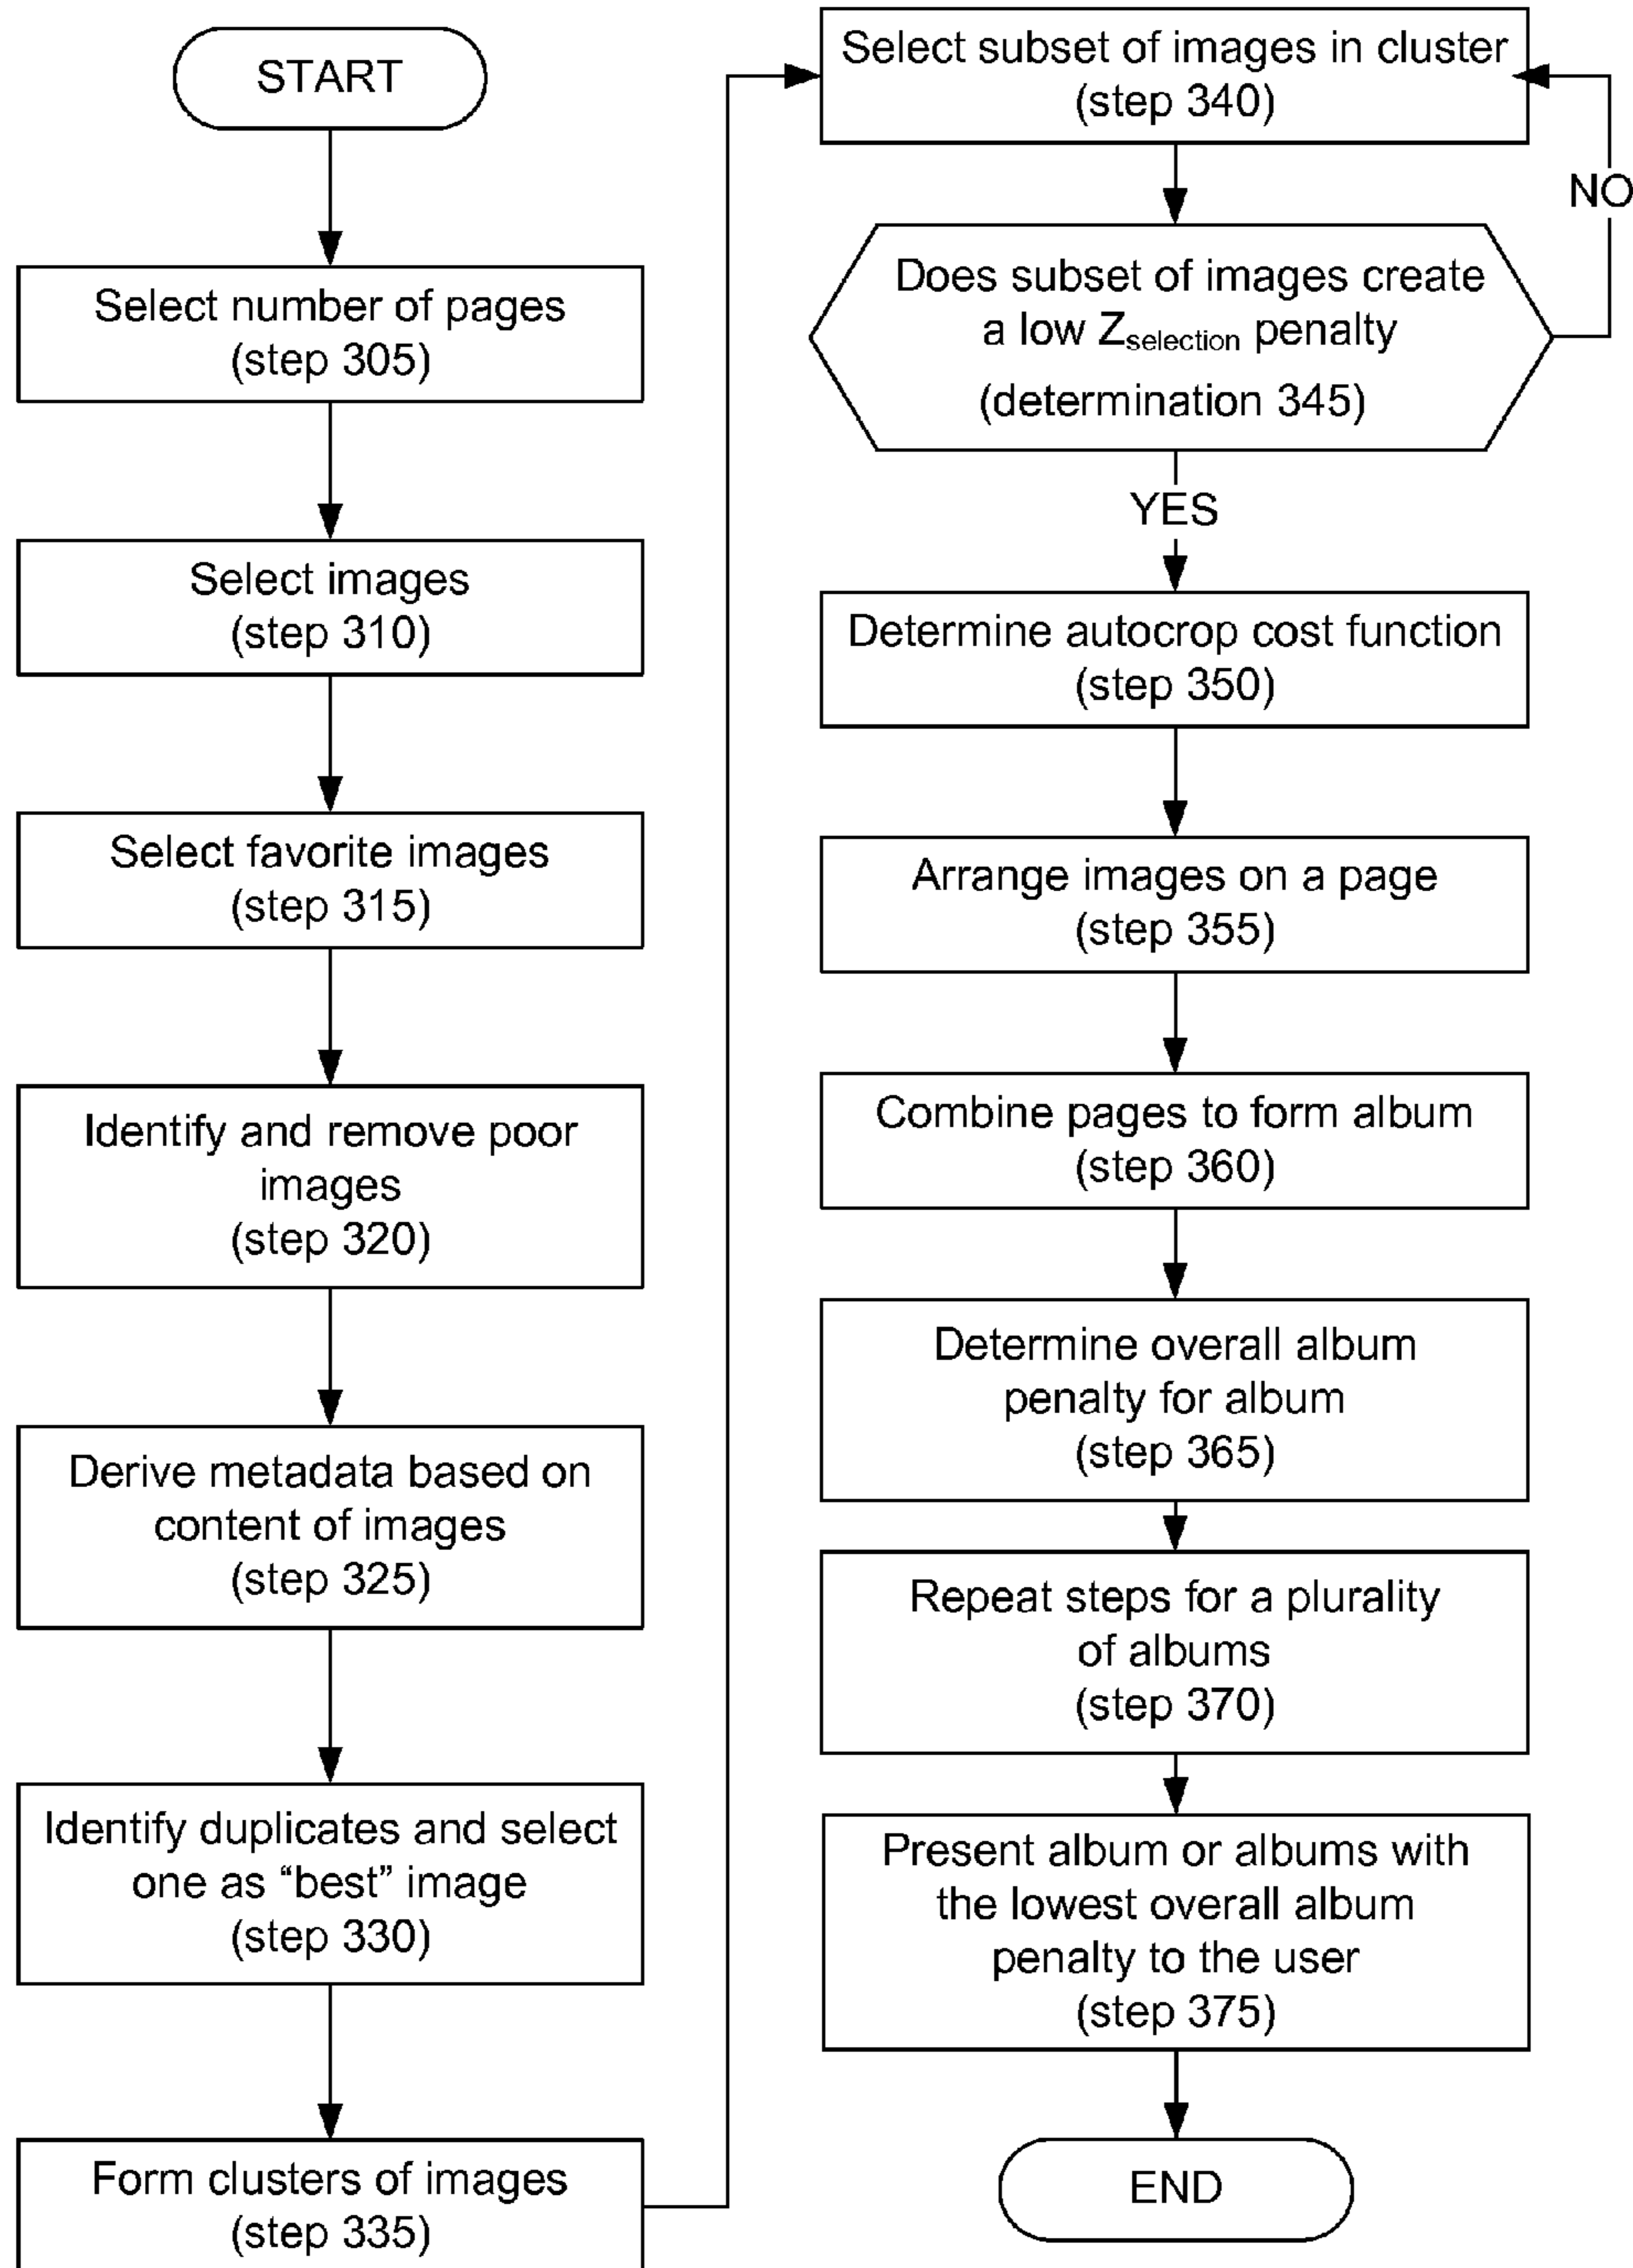 START
Select number of pages
(step 305)
Select images
(step 310)
Select favorite images
(step 315)
Identify and remove poor
images
(step 320)
Derive metadata based on
content of images
(step 325)
Identify duplicates and select
one as “best” image
(step 330)
Form clusters of images
(step 335)
Select subset of images in cluster
(step 340)
NO
Does subset of images create
a low Zselection penalty
(determination 345)
YES
Determine autocrop cost function
(step 350)
Arrange images on a page
(step 355)
Combine pages to form album
(step 360)
Determine overall album
penalty for album
(step 365)
Repeat steps for a plurality
of albums
(step 370)
Present album or albums with
the lowest overall album
penalty to the user
(step 375)
END